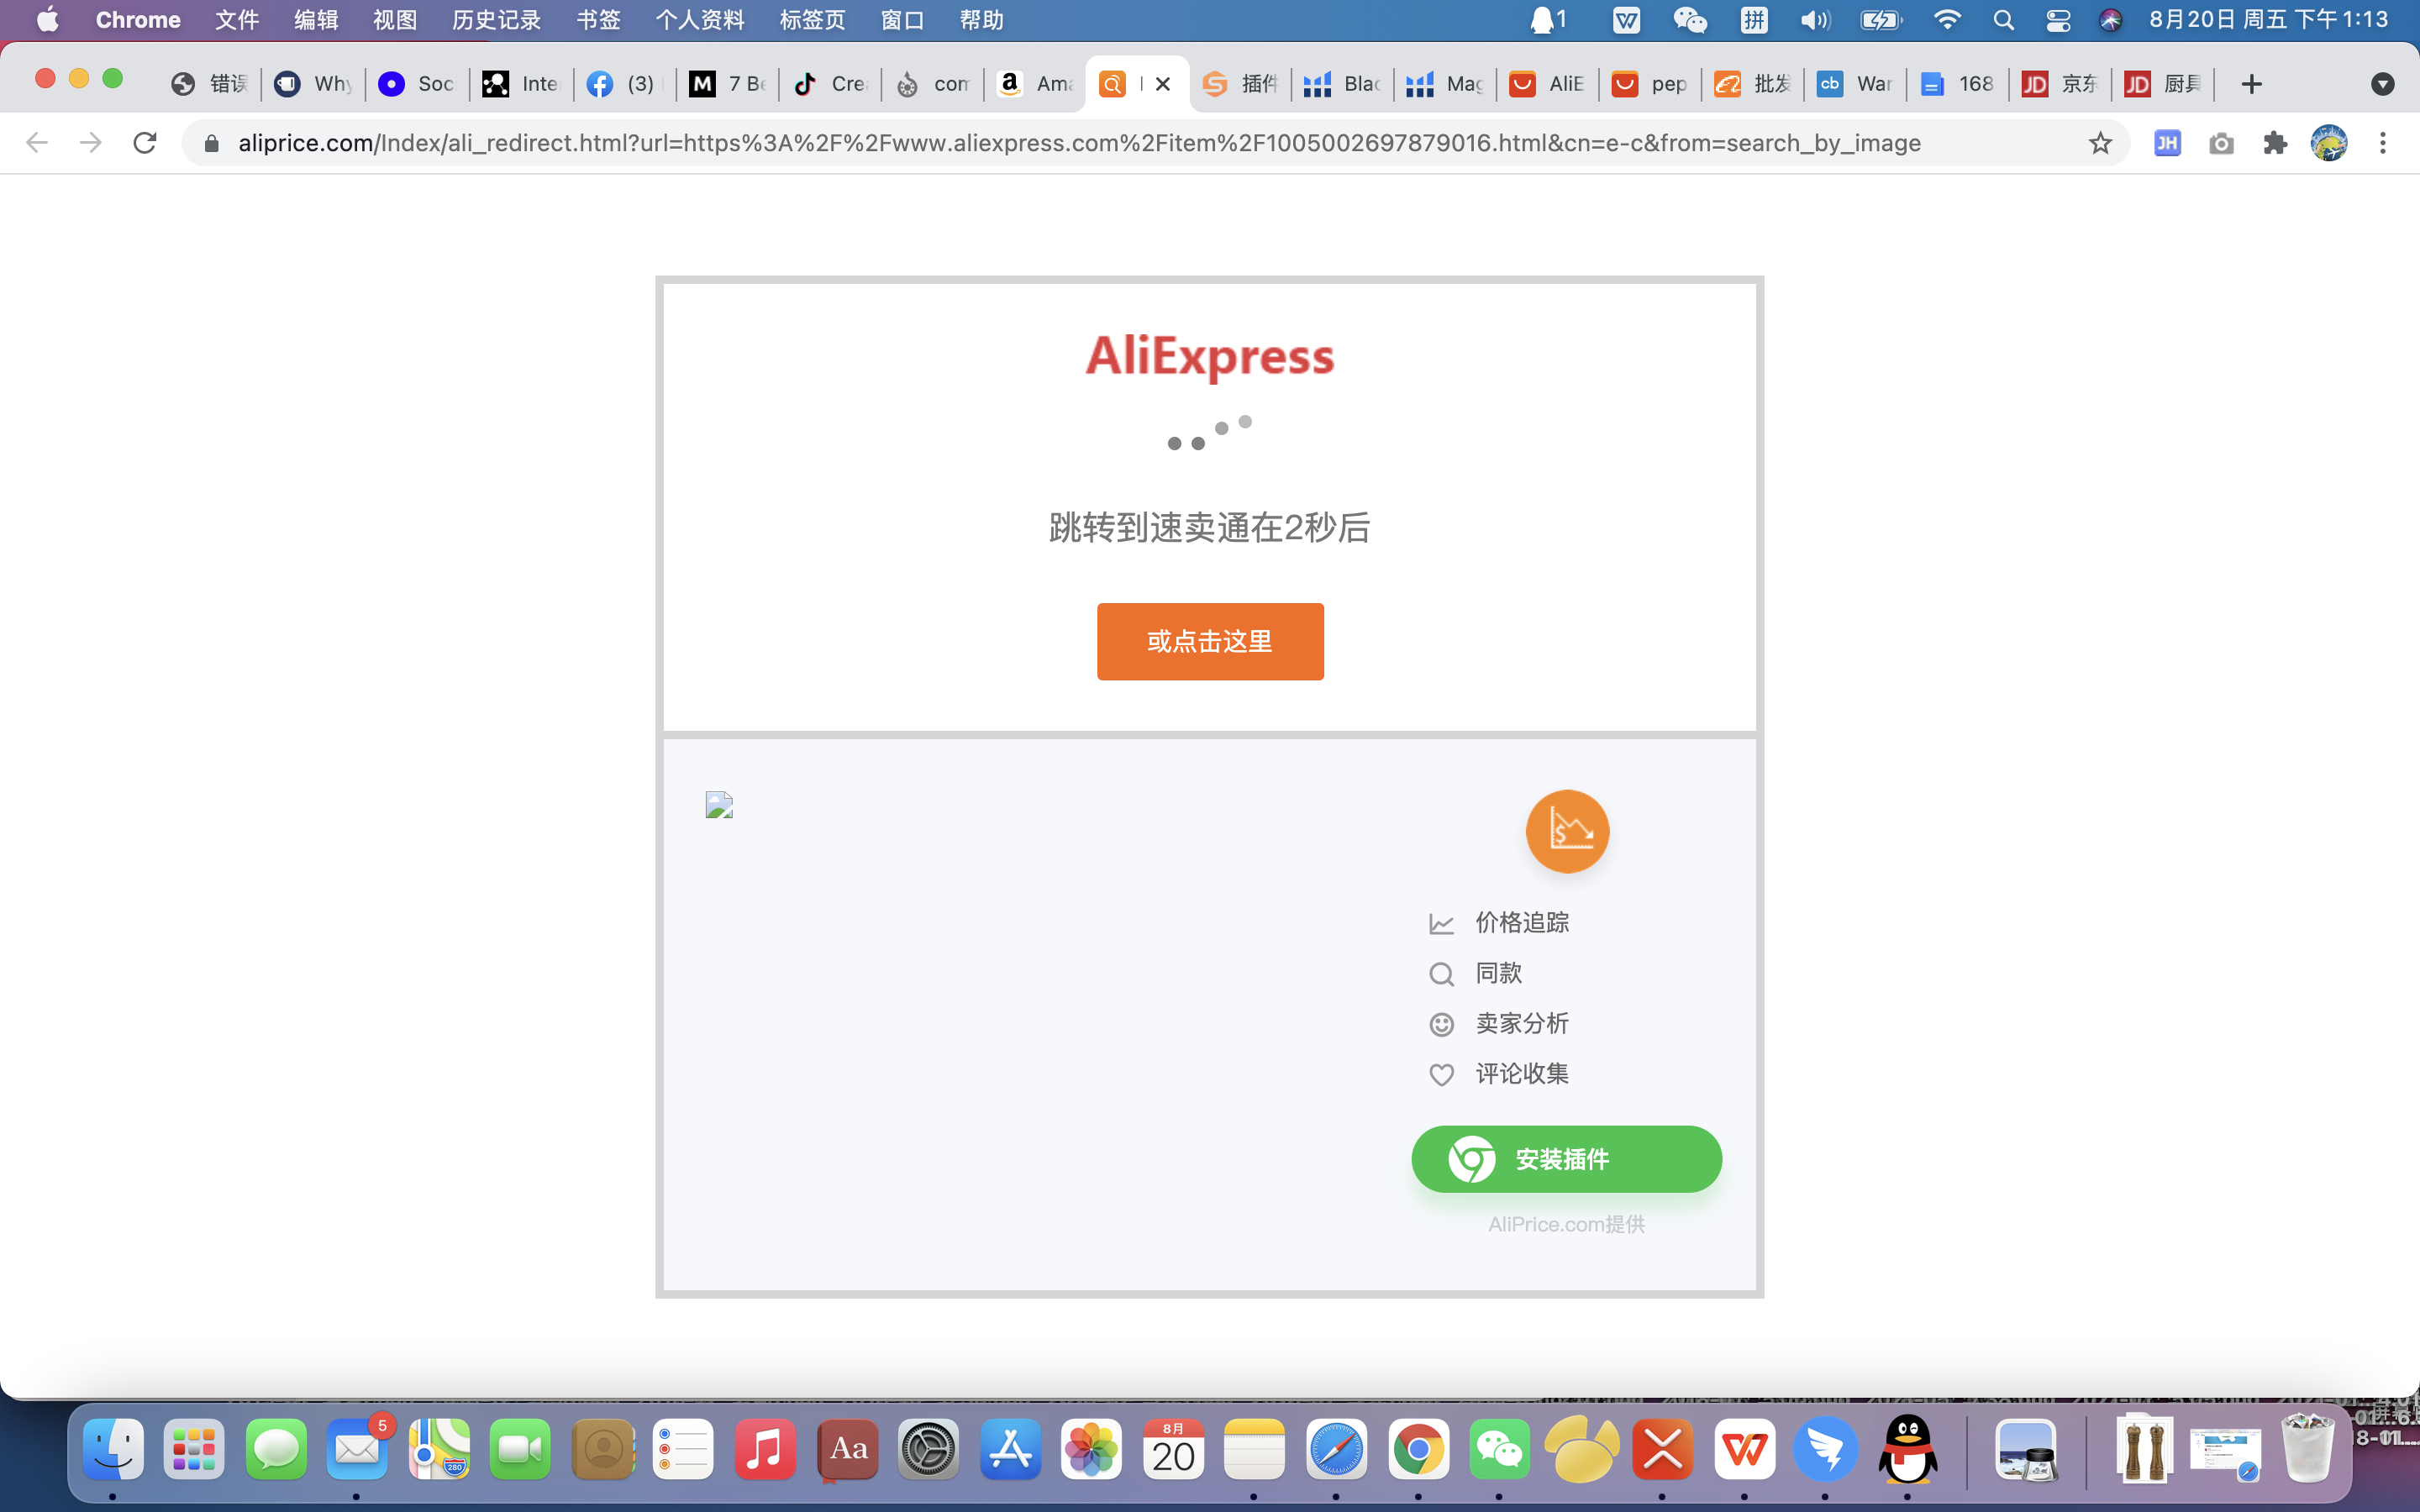 Chrome 文件 编辑 视图 历史记录 书签 个人资料 标签页 窗口 帮助 1 拼 8月20日 周五 下午1:13
错误 Why Soc Inte (3) 7 Be Crea com Ama 插件 Blac Mag AliE pep 批发 cb War 168 JD 京东 JD 厨具
aliprice.com/Index/ali_redirect.html?url=https%3A%2F%2Fwww.aliexpress.com%2Fitem%2F1005002697879016.html&cn=e-c&from=search_by_image JH
AliExpress
跳转到速卖通在2秒后
或点击这里
价格追踪
同款
卖家分析
评论收集
安装插件
AliPrice.com提供
5 280 Aa 8月 20